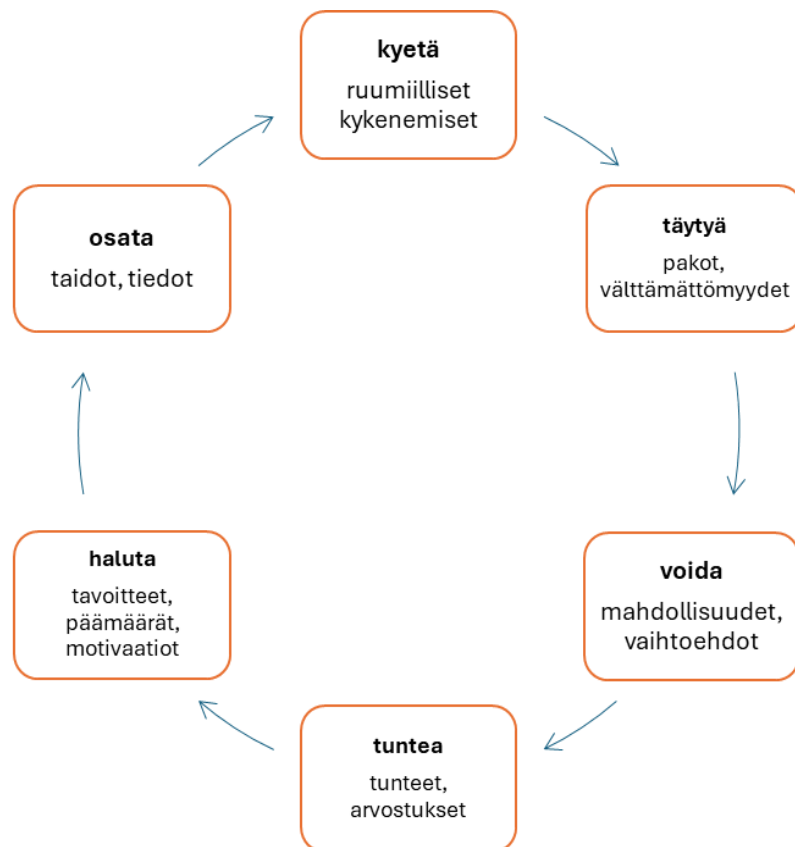 kyetä
ruumiilliset
kykenemiset
täytyä
pakot,
välttämättömyydet
voida
mahdollisuudet,
vaihtoehdot
tuntea
tunteet,
arvostukset
haluta
tavoitteet,
päämäärät,
motivaatiot
osata
taidot, tiedot